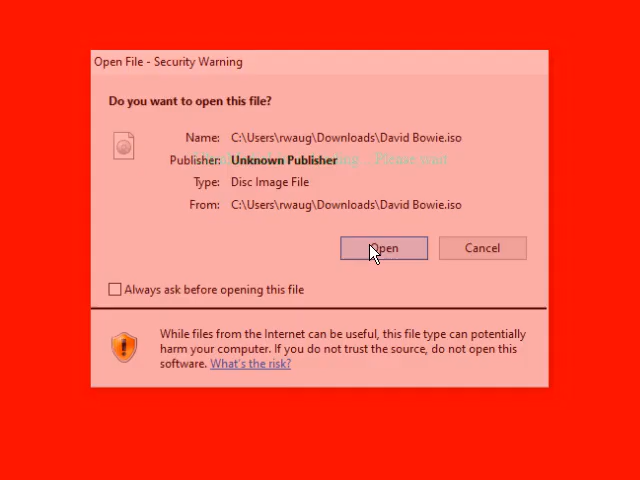 Open File - Security Warning
Do you want to open this file?
Name: C:\Users\rwaug\Downloads\David Bowie.iso
Publisher: Unknown Publisher
Please wait
Type: Disc Image File
From: C:\Users\rwaug\Downloads\David Bowie.iso
Open Cancel
Always ask before opening this file
While files from the Internet can be useful, this file type can potentially
harm your computer. If you do not trust the source, do not open this
software. What's the risk?